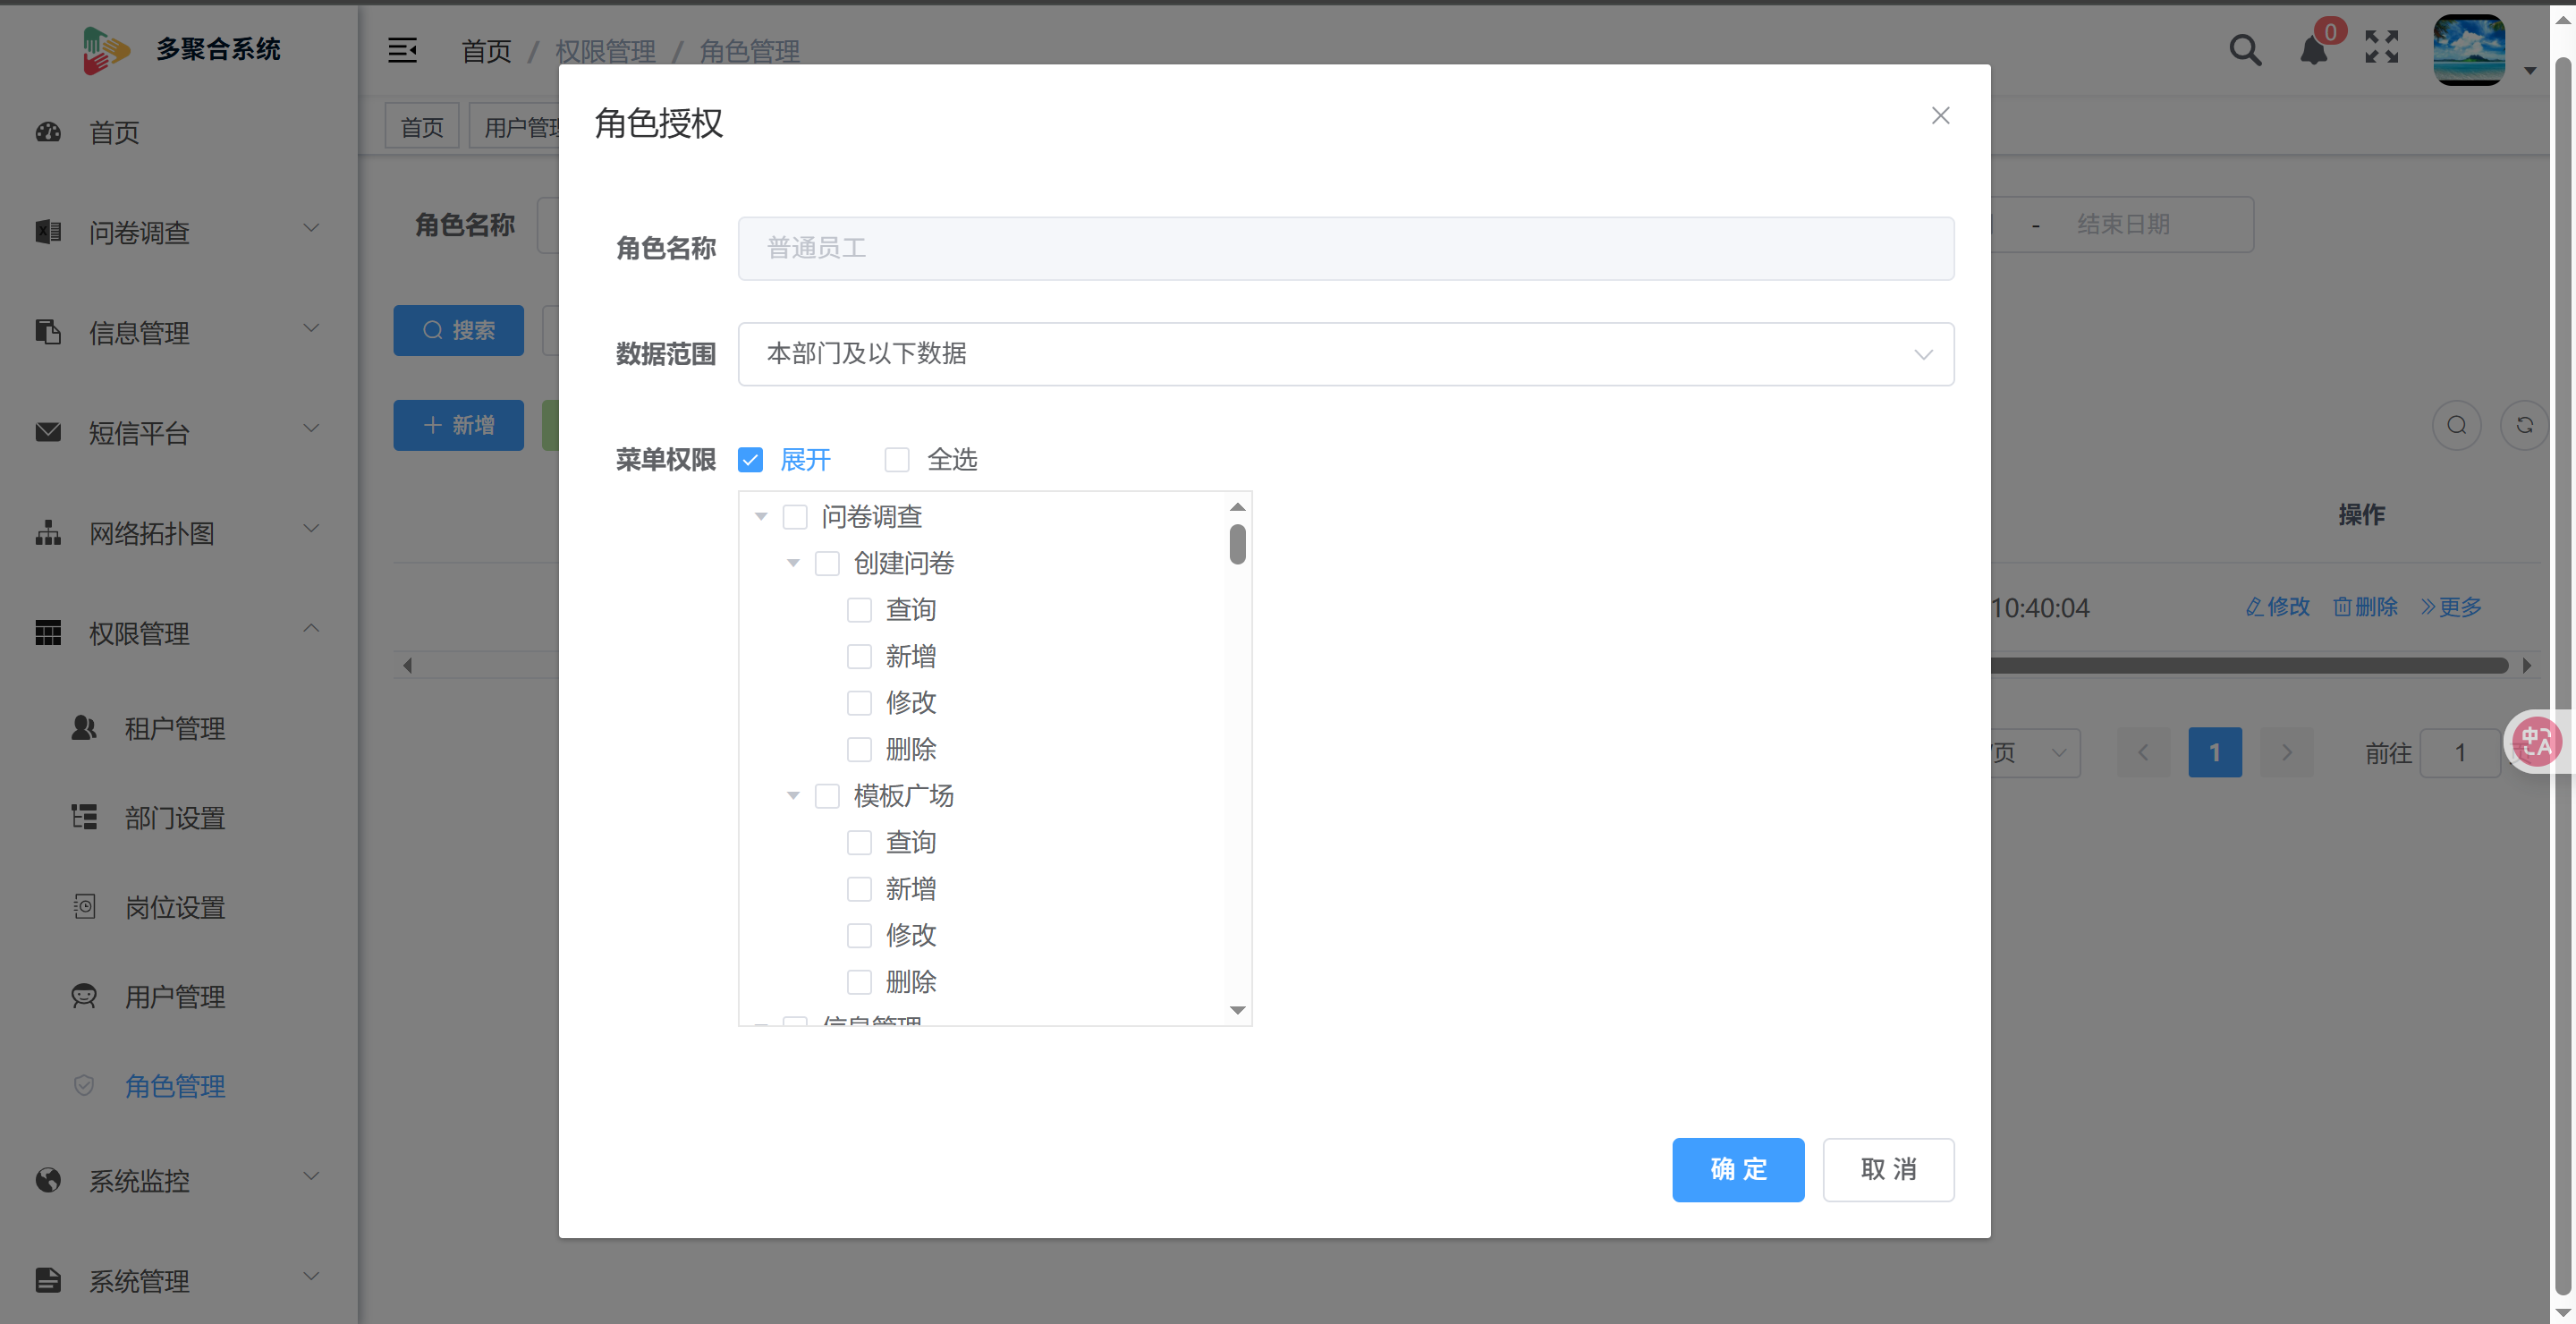 多聚合系统
首页 / 权限管理 / 角色管理
0
首页
用户管理
首页
问卷调查
信息管理
短信平台
网络拓扑图
权限管理
租户管理
部门设置
岗位设置
用户管理
角色管理
系统监控
系统管理
角色名称
- 结束日期
搜索
新增
操作
10:40:04
修改 删除 更多
页
1
前往 1
中A
角色授权
角色名称 普通员工
数据范围 本部门及以下数据
菜单权限 展开 全选
问卷调查
创建问卷
查询
新增
修改
删除
模板广场
查询
新增
修改
删除
信息管理
确 定 取 消